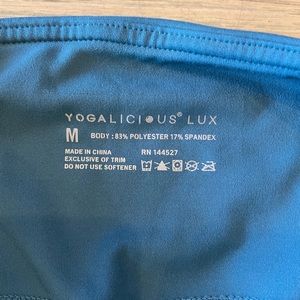 YOGALICIOUS® LUX
M BODY : 83% POLYESTER 17% SPANDEX
MADE IN CHINA RN 144527
EXCLUSIVE OF TRIM
DO NOT USE SOFTENER